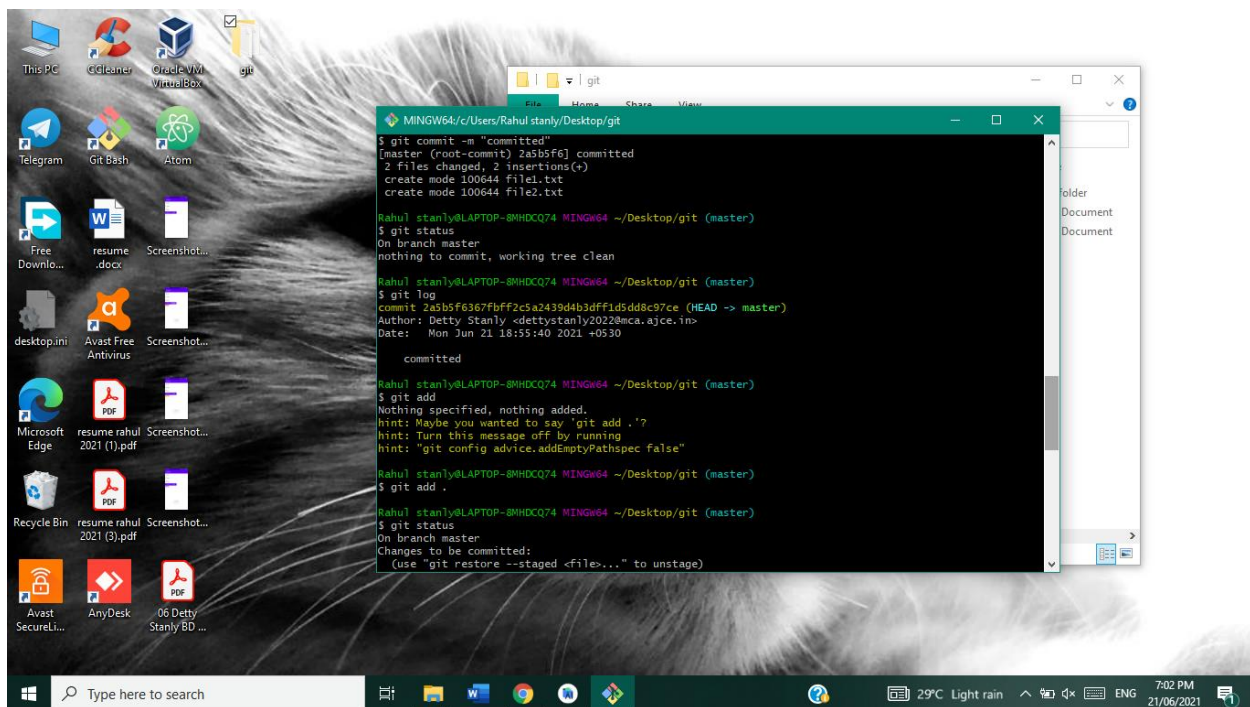 This PC
CCleaner
Oracle VM
VirtualBox
git
Telegram
Git Bash
Atom
Free
Downlo...
resume
.docx
Screenshot...
desktop.ini
Avast Free
Antivirus
Screenshot...
Microsoft
Edge
resume rahul
2021 (1).pdf
Screenshot...
Recycle Bin
resume rahul
2021 (3).pdf
Screenshot...
Avast
SecureLi...
AnyDesk
06 Detty
Stanly BD ...
git
File Home Share View
MINGW64:/c/Users/Rahul stanly/Desktop/git
$ git commit -m "committed"
[master (root-commit) 2a5b5f6] committed
2 files changed, 2 insertions(+)
create mode 100644 file1.txt
create mode 100644 file2.txt
Rahul stanly@LAPTOP-8MHDCQ74 MINGW64 ~/Desktop/git (master)
$ git status
On branch master
nothing to commit, working tree clean
Rahul stanly@LAPTOP-8MHDCQ74 MINGW64 ~/Desktop/git (master)
$ git log
commit 2a5b5f6367fbff2c5a2439d4b3dff1d5dd8c97ce (HEAD -> master)
Author: Detty Stanly <dettystanly2022@mca.ajce.in>
Date: Mon Jun 21 18:55:40 2021 +0530
committed
Rahul stanly@LAPTOP-8MHDCQ74 MINGW64 ~/Desktop/git (master)
$ git add
Nothing specified, nothing added.
hint: Maybe you wanted to say 'git add .'?
hint: Turn this message off by running
hint: "git config advice.addEmptyPathspec false"
Rahul stanly@LAPTOP-8MHDCQ74 MINGW64 ~/Desktop/git (master)
$ git add .
Rahul stanly@LAPTOP-8MHDCQ74 MINGW64 ~/Desktop/git (master)
$ git status
On branch master
Changes to be committed:
(use "git restore --staged <file>..." to unstage)
folder
Document
Document
Type here to search
29°C Light rain
ENG
7:02 PM
21/06/2021
1